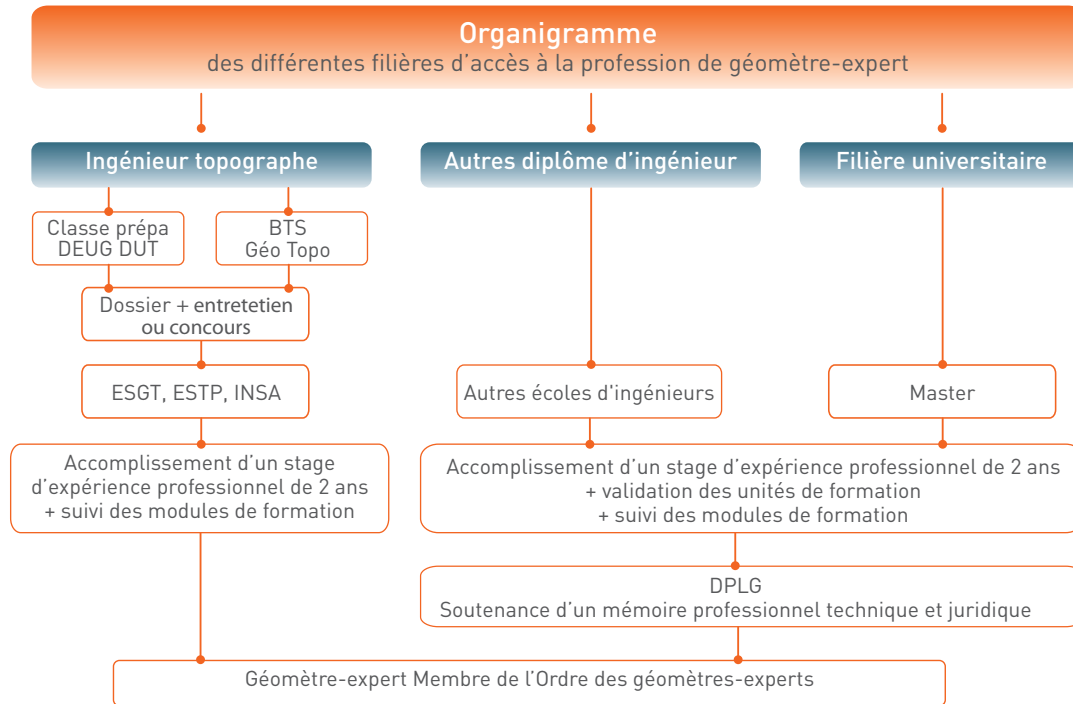 Organigramme
des différentes filières d'accès à la profession de géomètre-expert
Ingénieur topographe
Autres diplôme d'ingénieur
Filière universitaire
Classe prépa
DEUG DUT
BTS
Géo Topo
Dossier + entretetien
ou concours
ESGT, ESTP, INSA
Autres écoles d'ingénieurs
Master
Accomplissement d'un stage
d'expérience professionnel de 2 ans
+ suivi des modules de formation
Accomplissement d'un stage d'expérience professionnel de 2 ans
+ validation des unités de formation
+ suivi des modules de formation
DPLG
Soutenance d'un mémoire professionnel technique et juridique
Géomètre-expert Membre de l'Ordre des géomètres-experts